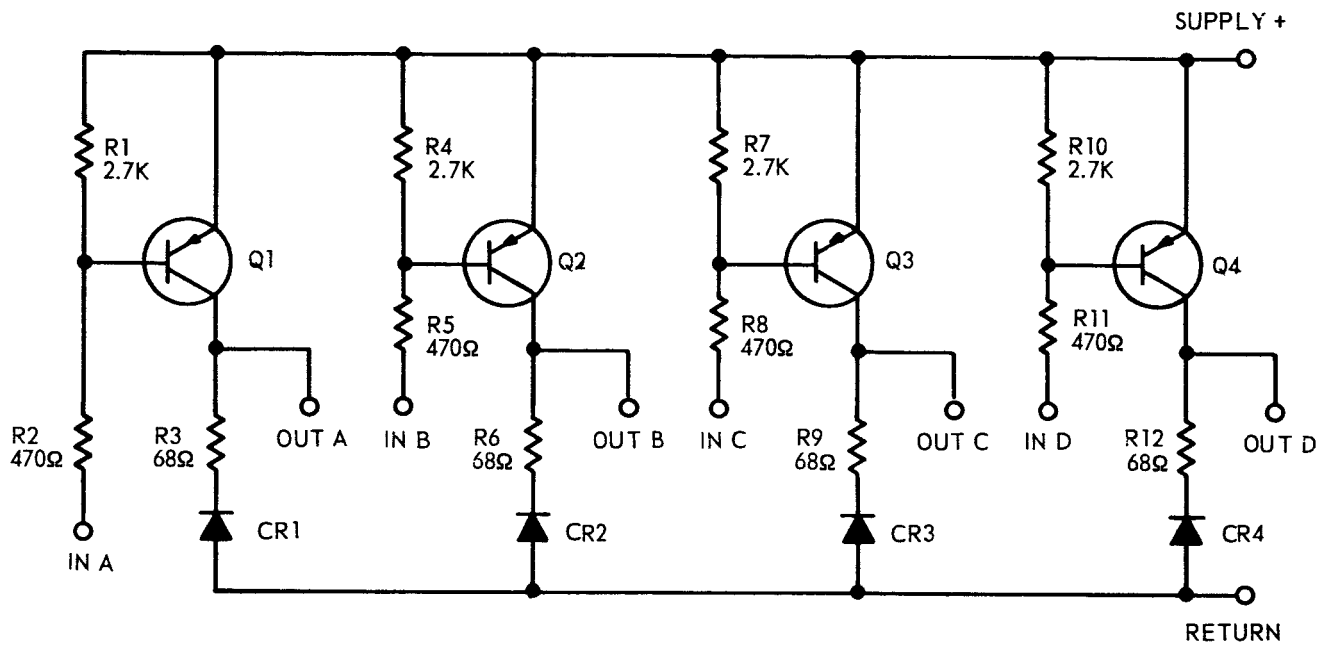 SUPPLY +
R1
2.7K
R4
2.7K
R7
2.7K
R10
2.7K
Q1
Q2
Q3
Q4
R5
470Ω
R8
470Ω
R11
470Ω
R2
470Ω
R3
68Ω
OUT A
IN B
R6
68Ω
OUT B
IN C
R9
68Ω
OUT C
IN D
R12
68Ω
OUT D
IN A
CR1
CR2
CR3
CR4
RETURN